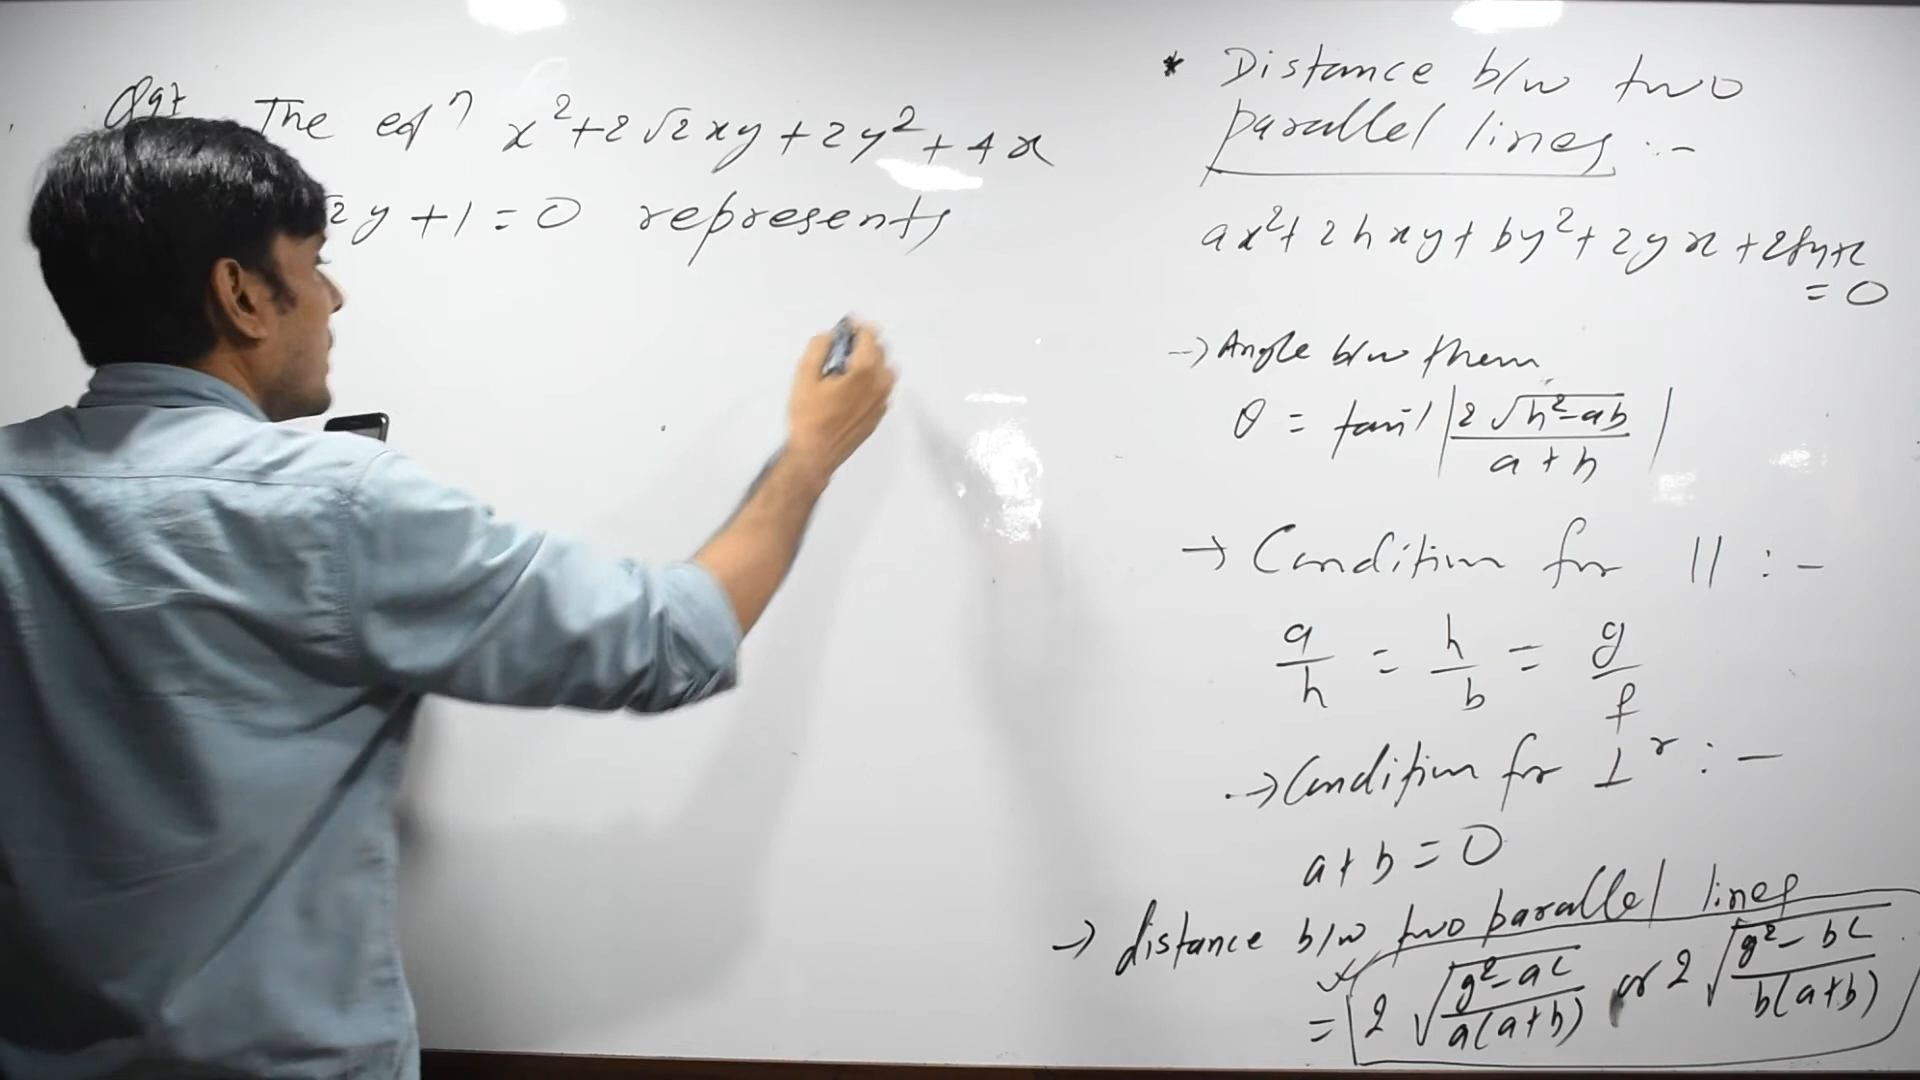 The eqn x²+2√2xy+2y²+4x
√2y+1=0 represents
* Distance b/w two
parallel lines :-
ax²+2hxy+by²+2gx+2fy+c
=0
→ Angle b/w them
θ = tan⁻¹ |2√(h²-ab)/(a+b)|
→ Condition for || :-
a/h = h/b = g/f
→ Condition for ⊥r :-
a+b=0
→ distance b/w two parallel lines
= 2√((g²-ac)/(a(a+b))) or 2√((g²-bc)/(b(a+b)))